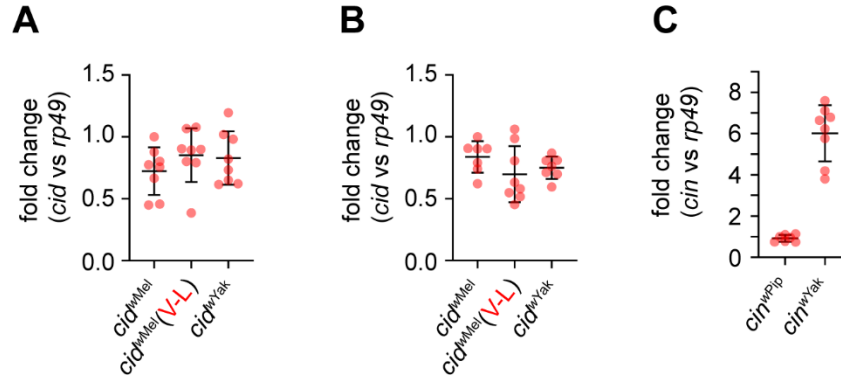 A
fold change
(cid vs rp49)
1.5
1.0
0.5
0.0
cidwMel
cidwMel(V-L)
cidwYak
B
fold change
(cid vs rp49)
1.5
1.0
0.5
0.0
cidwMel
cidwMel(V-L)
cidwYak
C
fold change
(cin vs rp49)
8
6
4
2
0
cinwPip
cinwYak